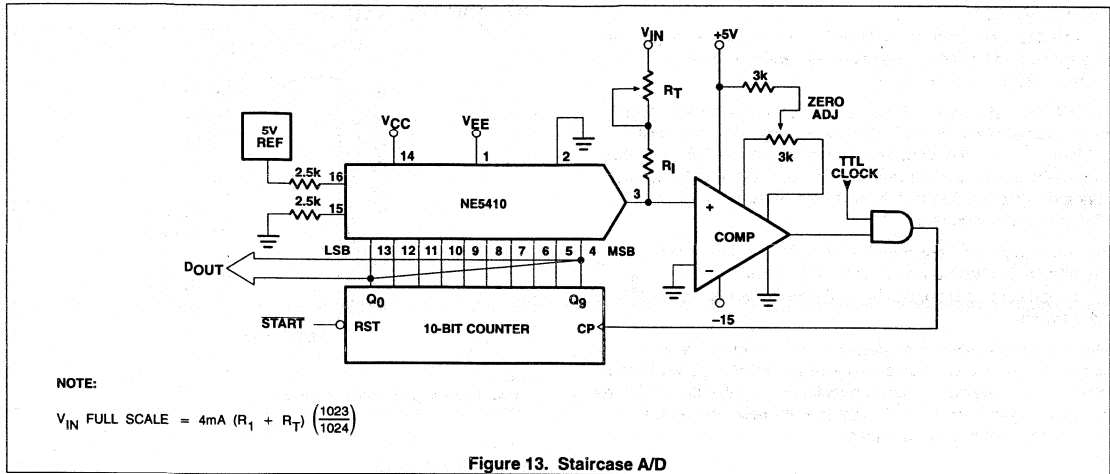 VIN
+5V
3k
RT
ZERO
ADJ
5V
REF
VCC
VEE
14
1
2
3k
RI
TTL
CLOCK
2.5k
16
2.5k
15
NE5410
3
+
COMP
−
LSB
13
12
11
10
9
8
7
6
5
4
MSB
DOUT
Q0
Q9
−15
START
RST
10-BIT COUNTER
CP
NOTE:
VIN FULL SCALE = 4mA (R1 + RT) (1023/1024)
Figure 13. Staircase A/D